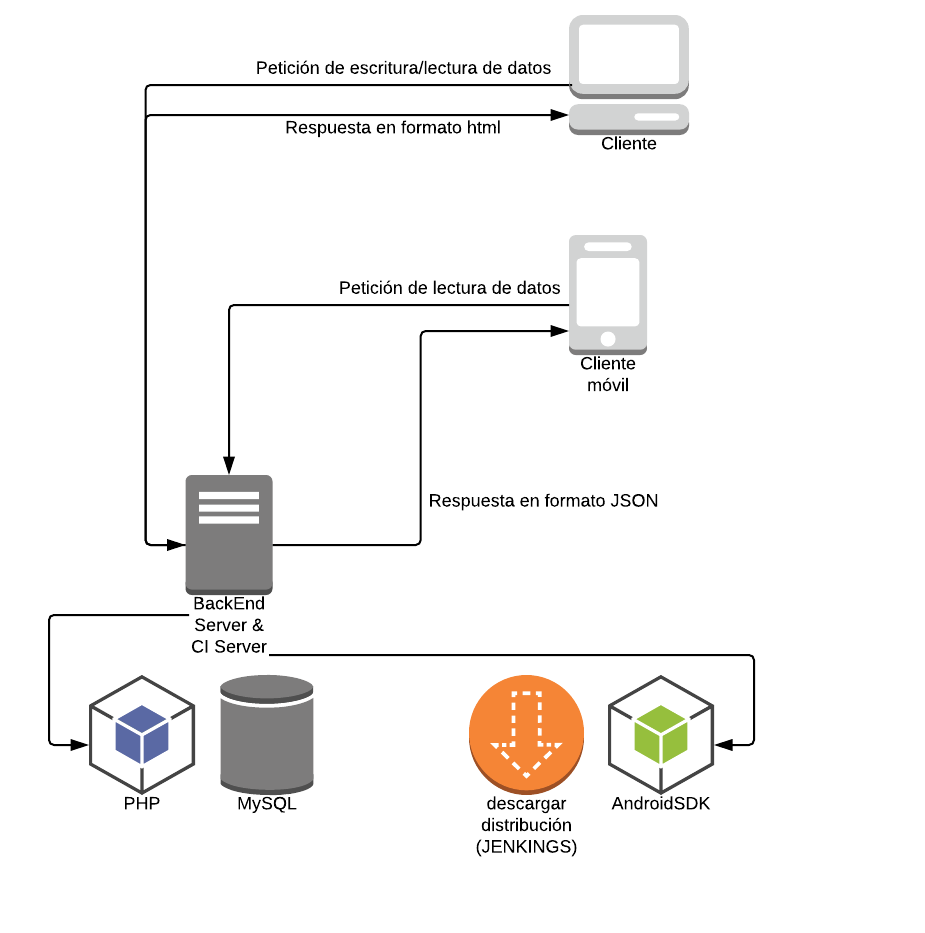 Petición de escritura/lectura de datos
Respuesta en formato html
Cliente
Petición de lectura de datos
Cliente
móvil
Respuesta en formato JSON
BackEnd
Server &
CI Server
PHP
MySQL
descargar
distribución
(JENKINGS)
AndroidSDK